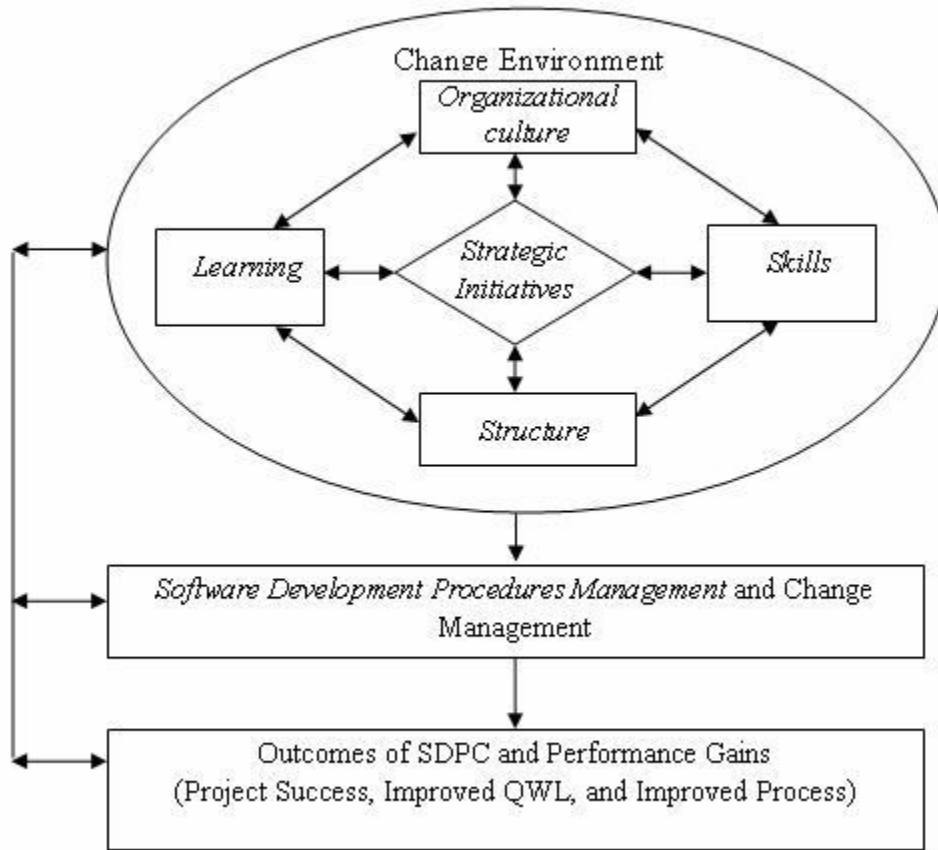 Change Environment
Organizational
culture
Learning
Strategic
Initiatives
Skills
Structure
Software Development Procedures Management and Change
Management
Outcomes of SDPC and Performance Gains
(Project Success, Improved QWL, and Improved Process)